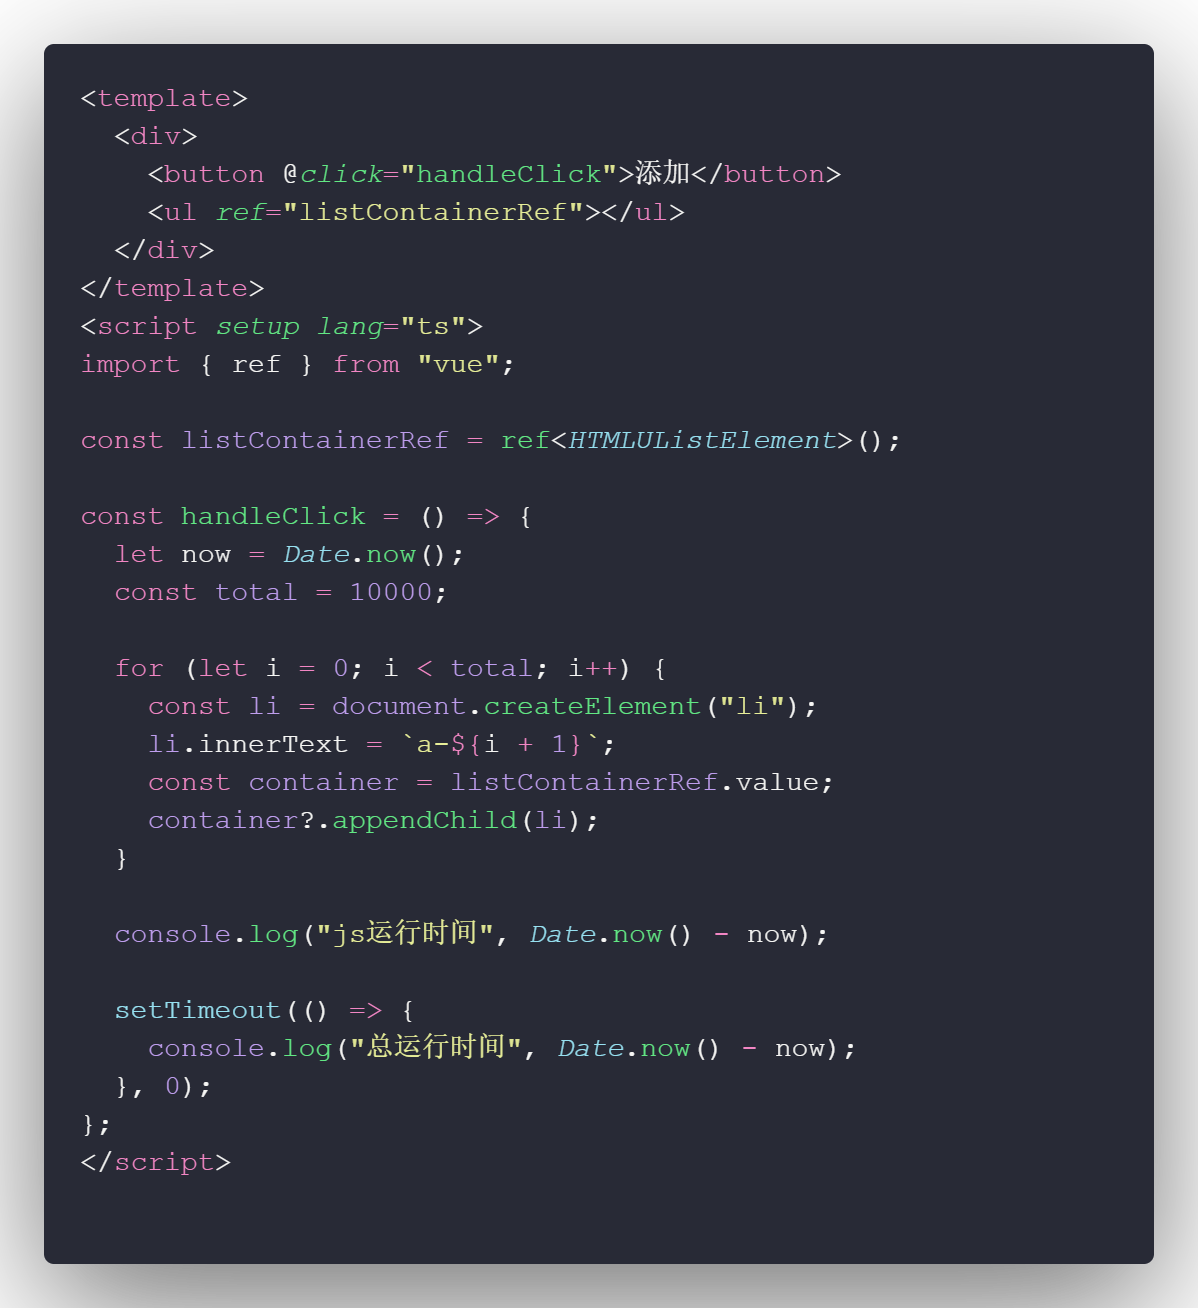 <template>
  <div>
    <button @click="handleClick">添加</button>
    <ul ref="listContainerRef"></ul>
  </div>
</template>
<script setup lang="ts">
import { ref } from "vue";

const listContainerRef = ref<HTMLUListElement>();

const handleClick = () => {
  let now = Date.now();
  const total = 10000;

  for (let i = 0; i < total; i++) {
    const li = document.createElement("li");
    li.innerText = `a-${i + 1}`;
    const container = listContainerRef.value;
    container?.appendChild(li);
  }

  console.log("js运行时间", Date.now() - now);

  setTimeout(() => {
    console.log("总运行时间", Date.now() - now);
  }, 0);
};
</script>